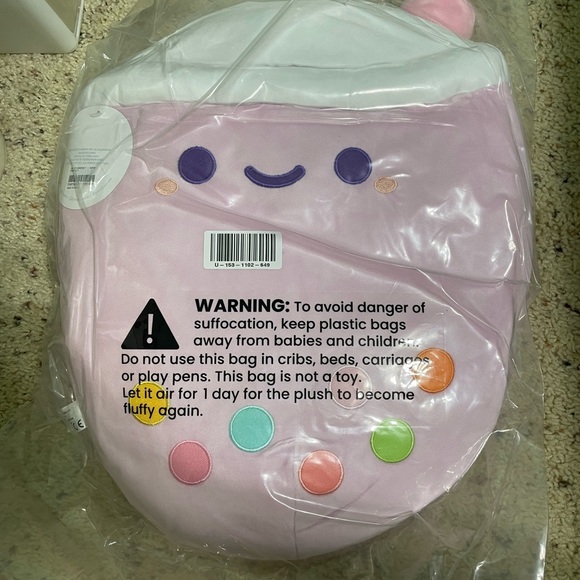 U-153-1102-649
WARNING: To avoid danger of
suffocation, keep plastic bags
away from babies and children.
Do not use this bag in cribs, beds, carriages
or play pens. This bag is not a toy.
Let it air for 1 day for the plush to become
fluffy again.